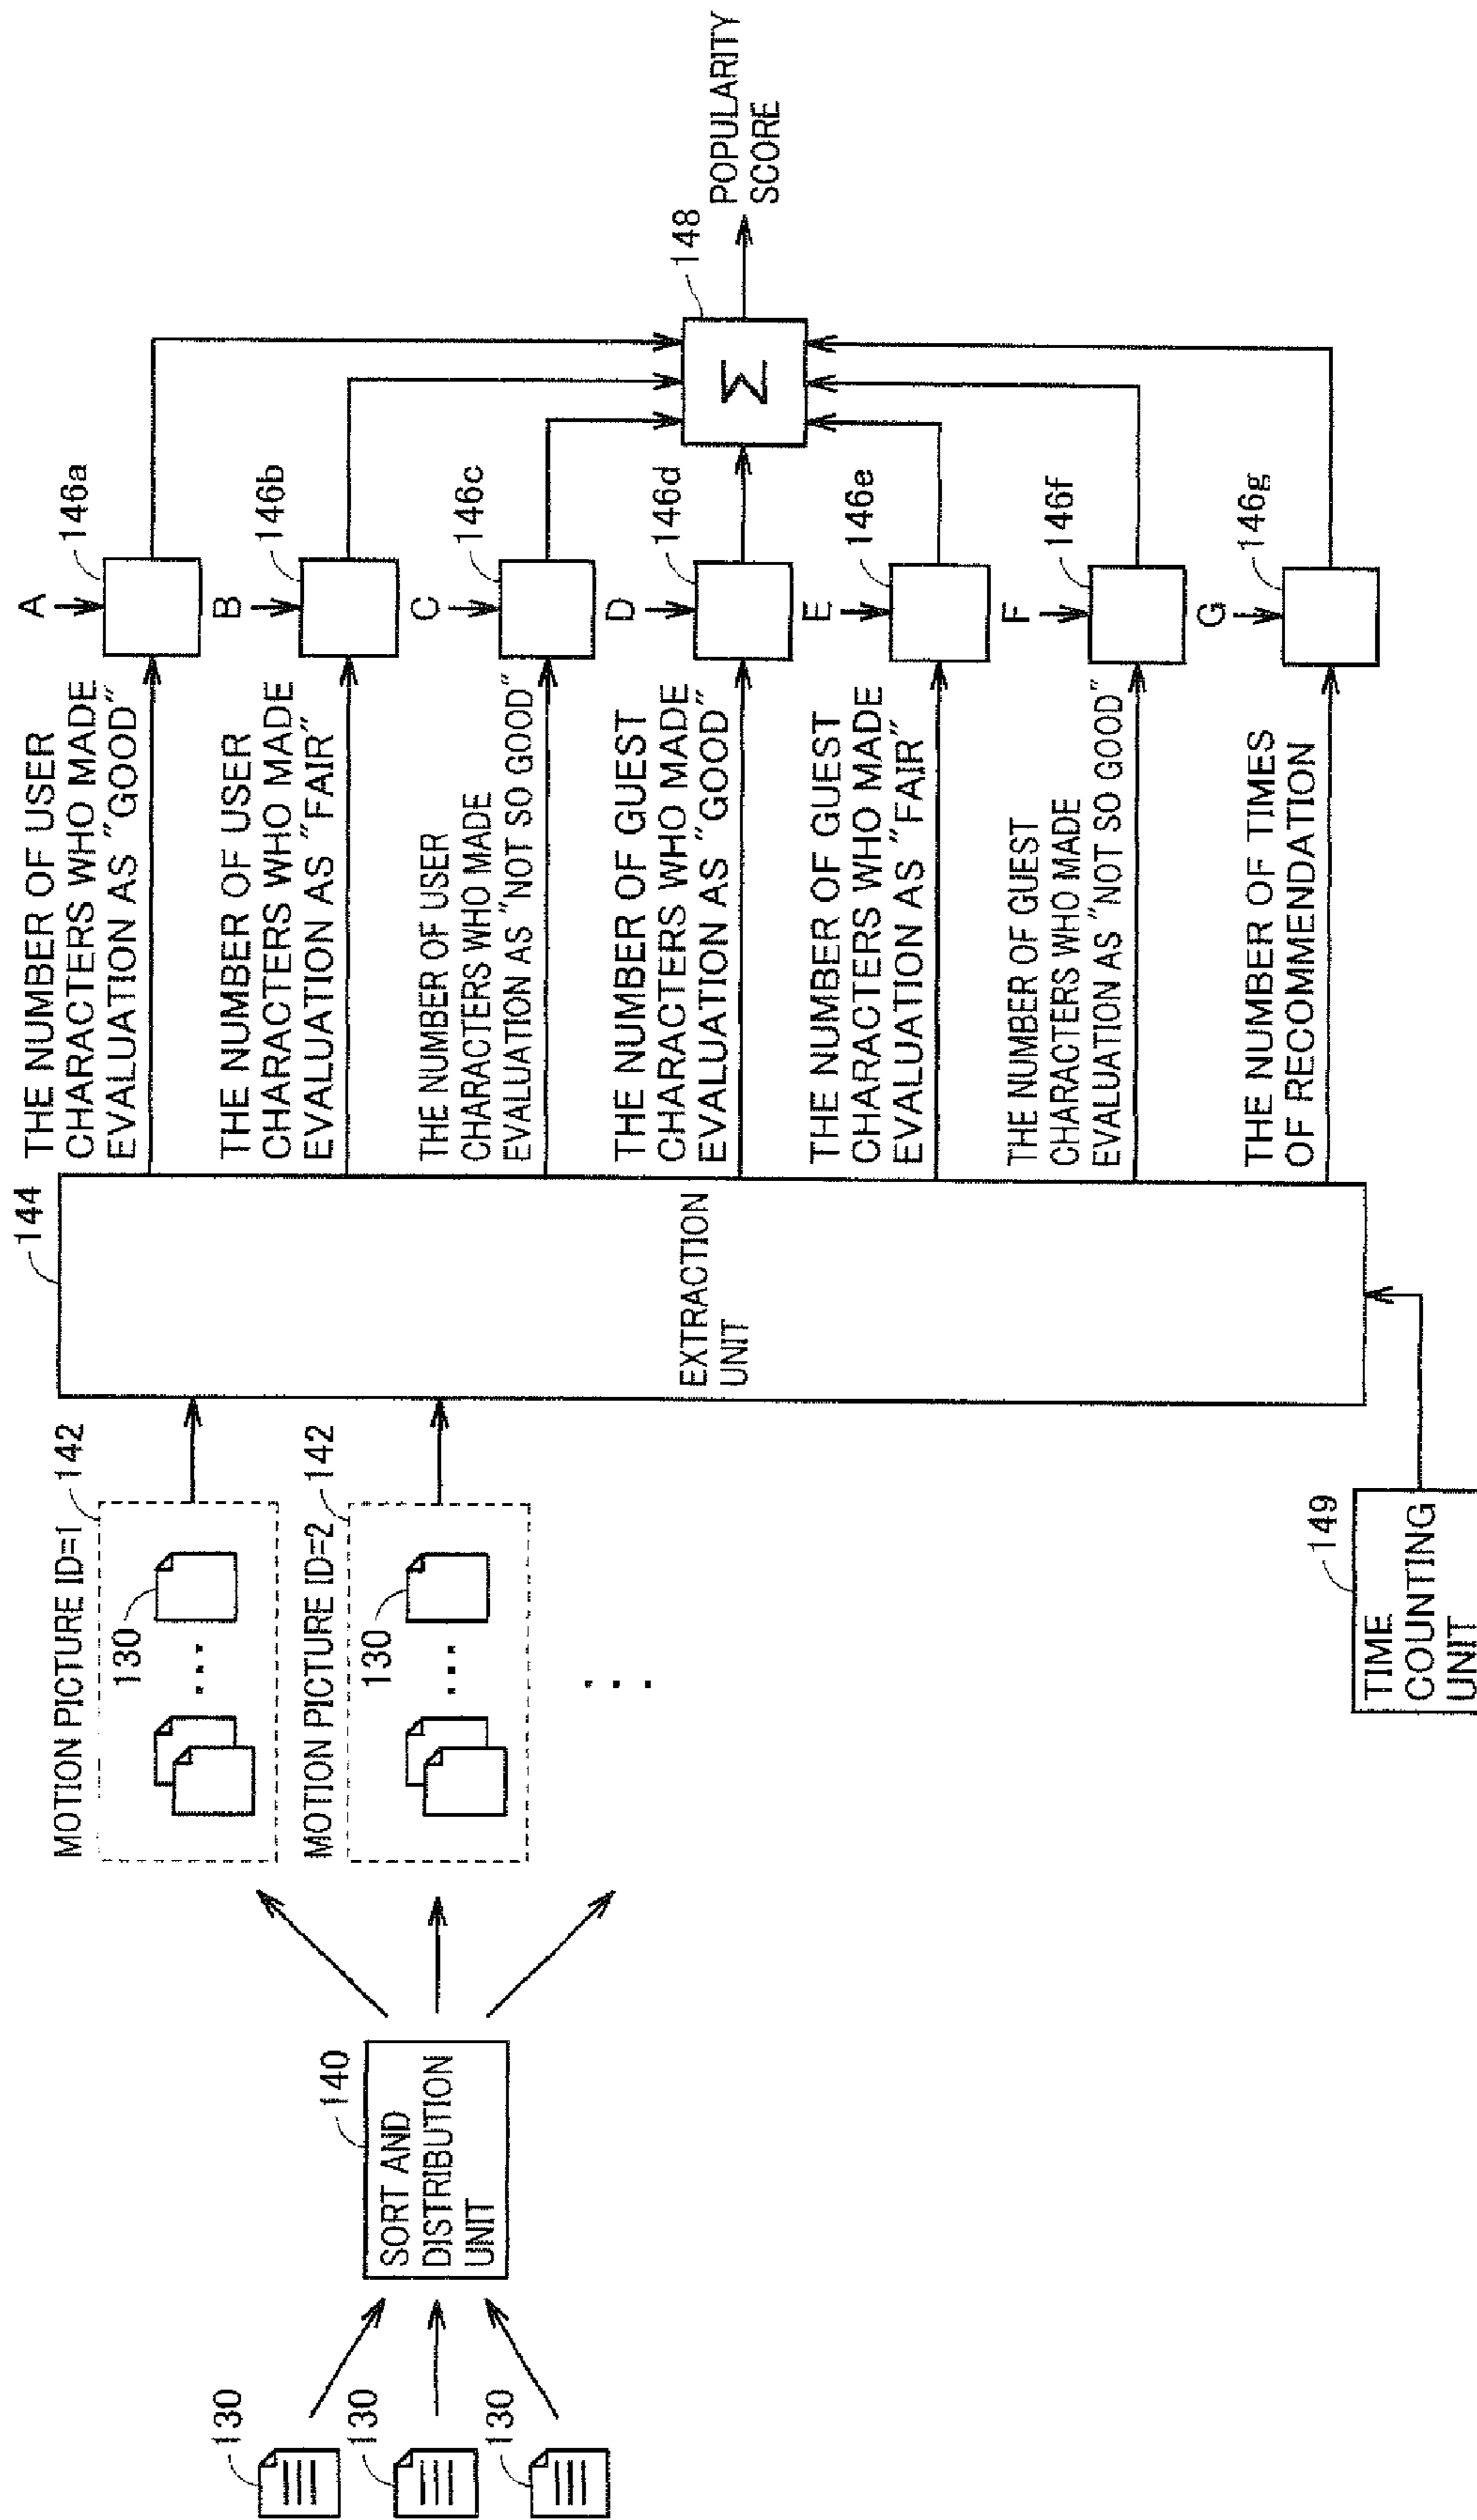 130
130
130
140
SORT AND
DISTRIBUTION
UNIT
MOTION PICTURE ID=1
142
130
...
MOTION PICTURE ID=2
142
130
...
...
144
EXTRACTION
UNIT
149
TIME
COUNTING
UNIT
THE NUMBER OF USER
CHARACTERS WHO MADE
EVALUATION AS "GOOD"
A
146a
THE NUMBER OF USER
CHARACTERS WHO MADE
EVALUATION AS "FAIR"
B
146b
THE NUMBER OF USER
CHARACTERS WHO MADE
EVALUATION AS "NOT SO GOOD"
C
146c
THE NUMBER OF GUEST
CHARACTERS WHO MADE
EVALUATION AS "GOOD"
D
146d
THE NUMBER OF GUEST
CHARACTERS WHO MADE
EVALUATION AS "FAIR"
E
146e
THE NUMBER OF GUEST
CHARACTERS WHO MADE
EVALUATION AS "NOT SO GOOD"
F
146f
THE NUMBER OF TIMES
OF RECOMMENDATION
G
146g
Σ
148
POPULARITY
SCORE